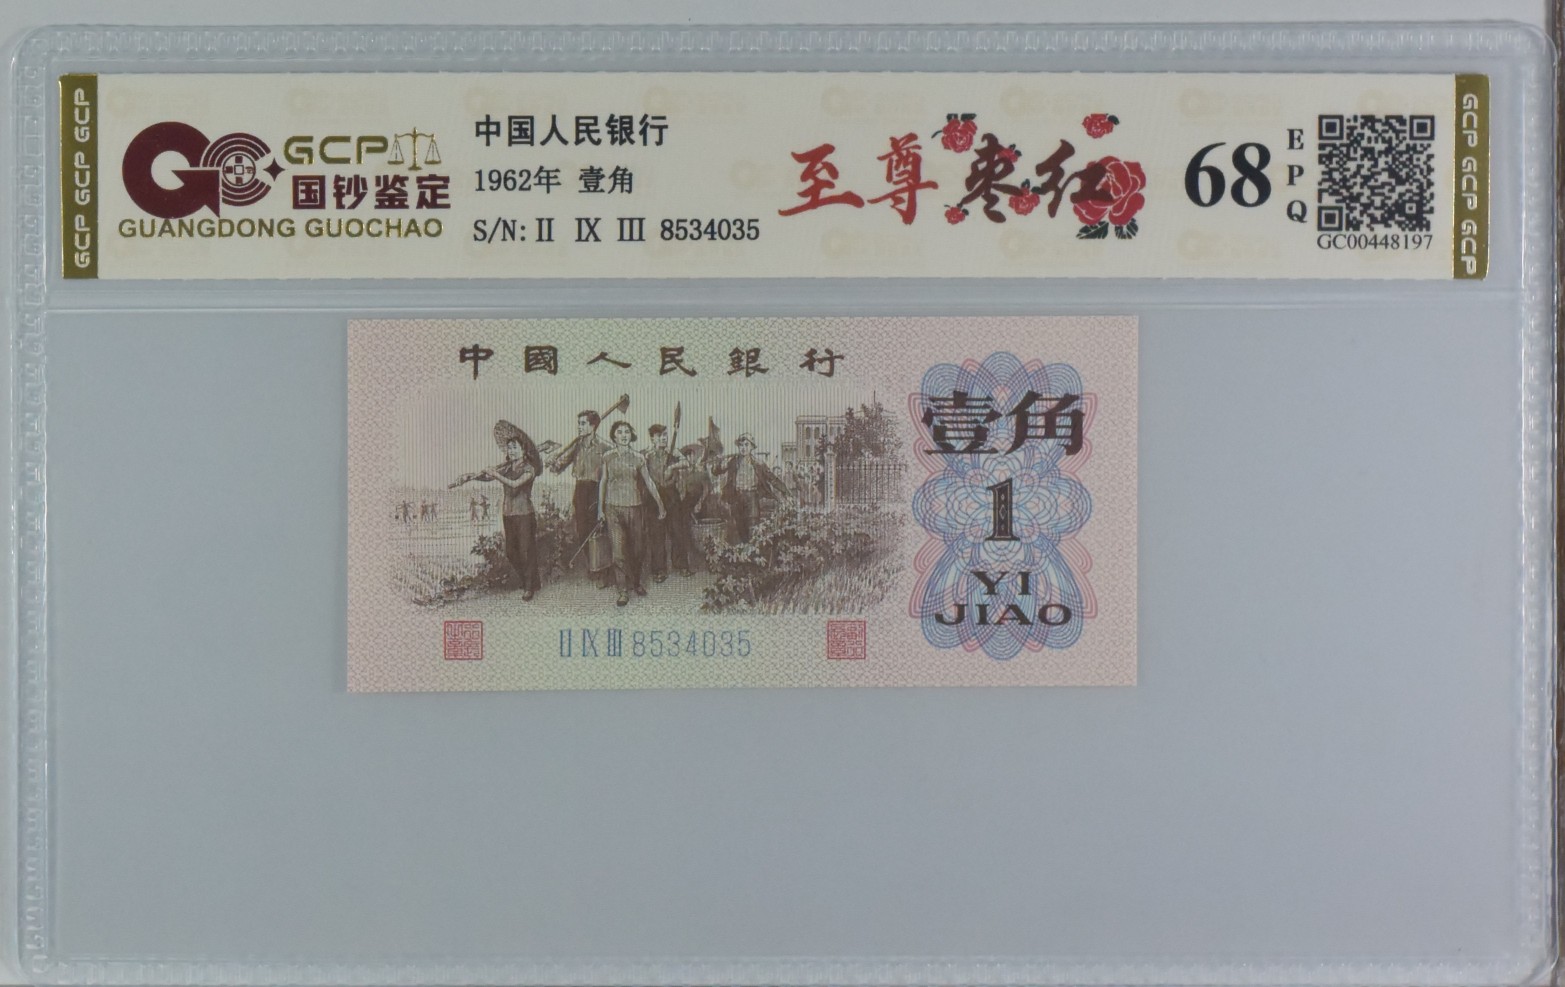 GCP GCP GCP
GCP
国钞鉴定
GUANGDONG GUOCHAO
中国人民银行
1962年 壹角
S/N: II IX III 8534035
至尊枣红
68
EPQ
GC00448197
GCP GCP GCP
中國人民銀行
壹角
1
YI
JIAO
II IX III 8534035